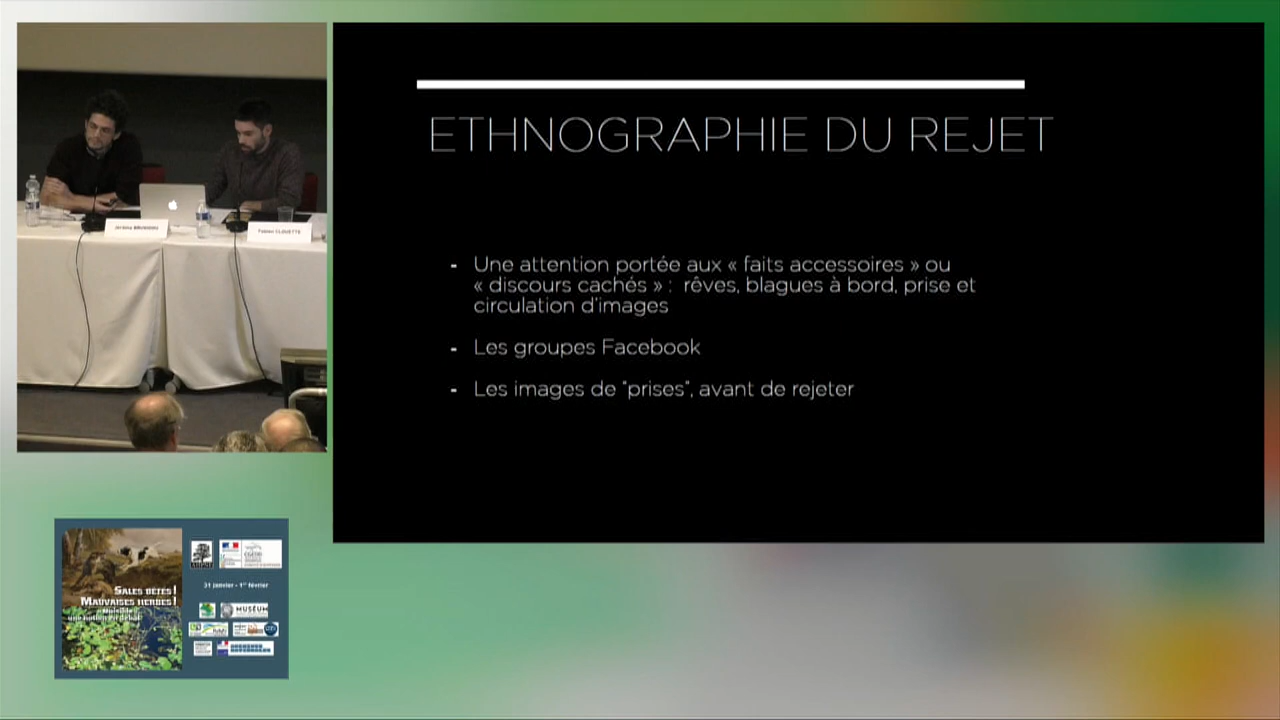 ETHNOGRAPHIE DU REJET
- Une attention portée aux « faits accessoires » ou
« discours cachés » : rêves, blagues à bord, prise et
circulation d'images
- Les groupes Facebook
- Les images de "prises", avant de rejeter
Fabien CLOUETTE
SALES BÊTES !
MAUVAISES HERBES !
31 janvier - 1er février
MUSÉUM